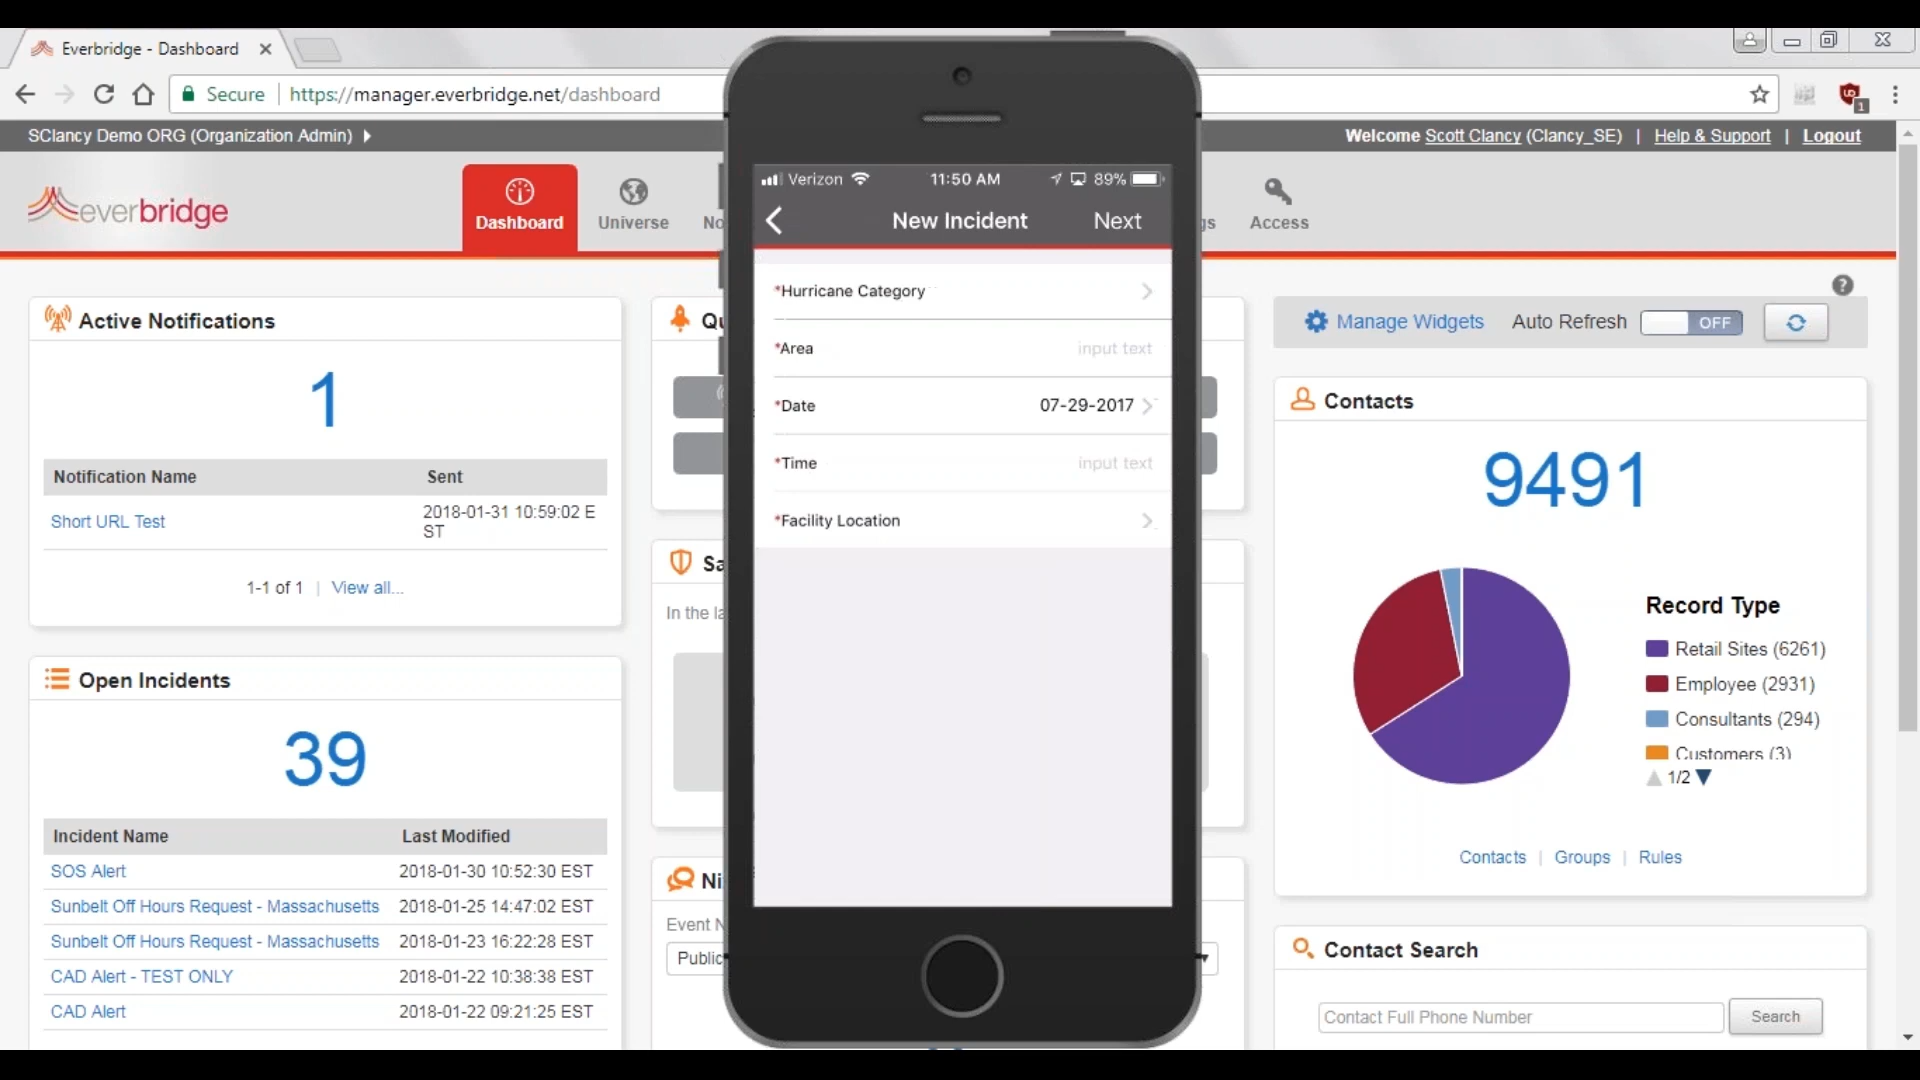 Everbridge - Dashboard
Secure https://manager.everbridge.net/dashboard
SClancy Demo ORG (Organization Admin)
Welcome Scott Clancy (Clancy_SE) | Help & Support | Logout
everbridge
Dashboard
Universe
Access
Verizon 11:50 AM 89%
New Incident Next
*Hurricane Category
*Area input text
*Date 07-29-2017
*Time input text
*Facility Location
Active Notifications
1
Notification Name Sent
Short URL Test 2018-01-31 10:59:02 E
ST
1-1 of 1 | View all...
Open Incidents
39
Incident Name Last Modified
SOS Alert 2018-01-30 10:52:30 EST
Sunbelt Off Hours Request - Massachusetts 2018-01-25 14:47:02 EST
Sunbelt Off Hours Request - Massachusetts 2018-01-23 16:22:28 EST
CAD Alert - TEST ONLY 2018-01-22 10:38:38 EST
CAD Alert 2018-01-22 09:21:25 EST
In the la
Event N
Public
Manage Widgets Auto Refresh OFF
Contacts
9491
Record Type
Retail Sites (6261)
Employee (2931)
Consultants (294)
Customers (3)
1/2
Contacts | Groups | Rules
Contact Search
Contact Full Phone Number Search